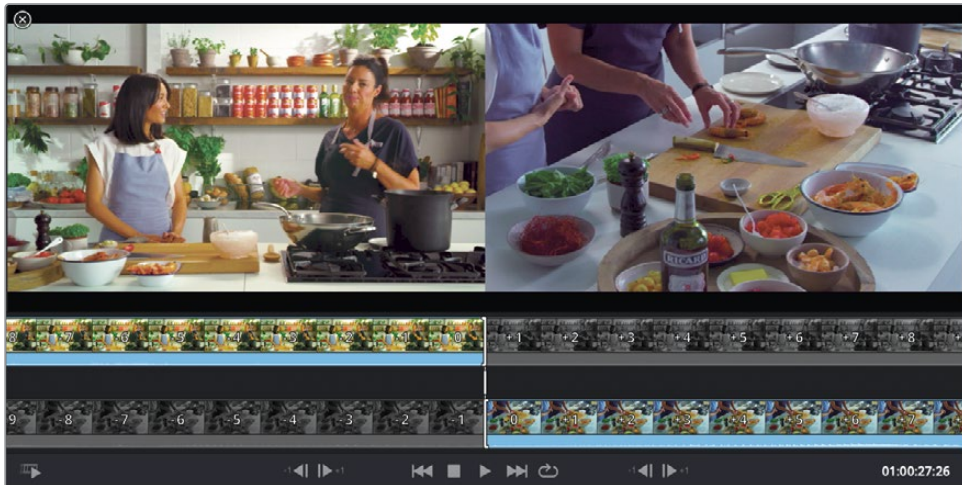 RICARD
8 -7 -6 -5 -4 -3 -2 -1 -0 +1 +2 +3 +4 +5 +6 +7 +8
9 -8 -7 -6 -5 -4 -3 -2 -1 -0 +1 +2 +3 +4 +5 +6 +7
-1 +1 -1 +1 01:00:27:26